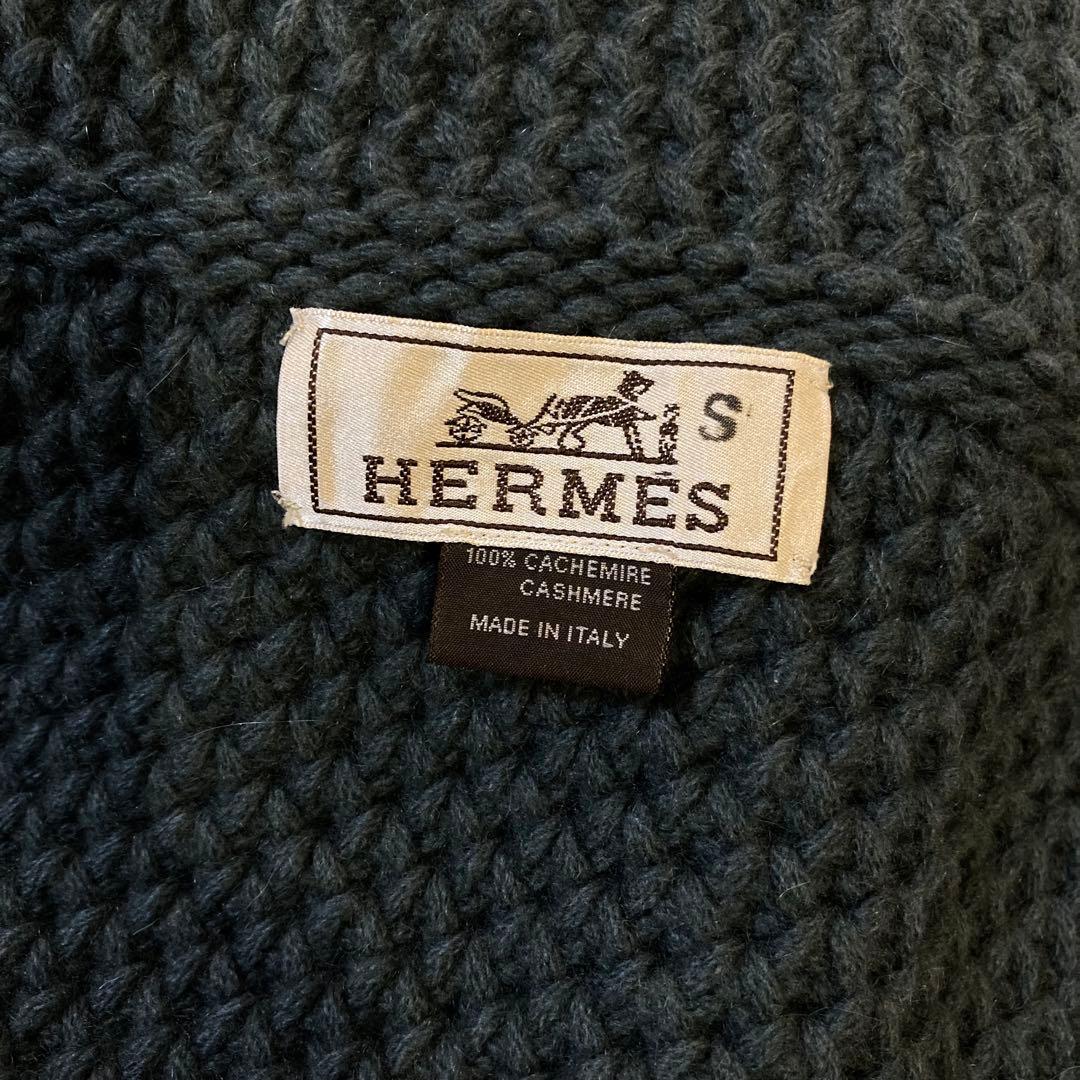 S
HERMÈS
100% CACHEMIRE
CASHMERE
MADE IN ITALY